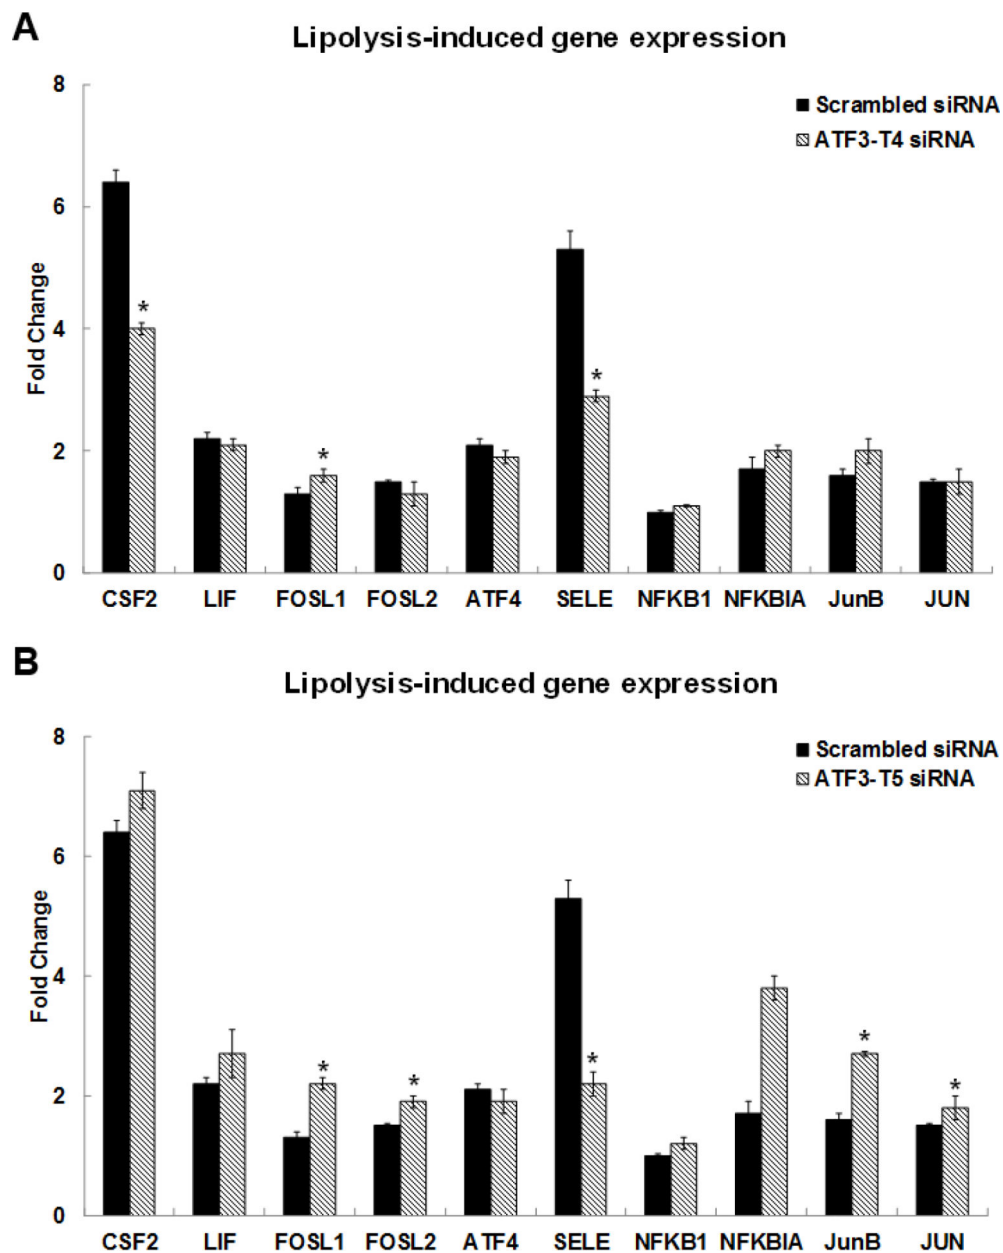 A
Lipolysis-induced gene expression
Scrambled siRNA
ATF3-T4 siRNA
Fold Change
8
6
4
2
0
*
*
*
CSF2 LIF FOSL1 FOSL2 ATF4 SELE NFKB1 NFKBIA JunB JUN
B
Lipolysis-induced gene expression
Scrambled siRNA
ATF3-T5 siRNA
Fold Change
8
6
4
2
0
*
*
*
*
*
CSF2 LIF FOSL1 FOSL2 ATF4 SELE NFKB1 NFKBIA JunB JUN